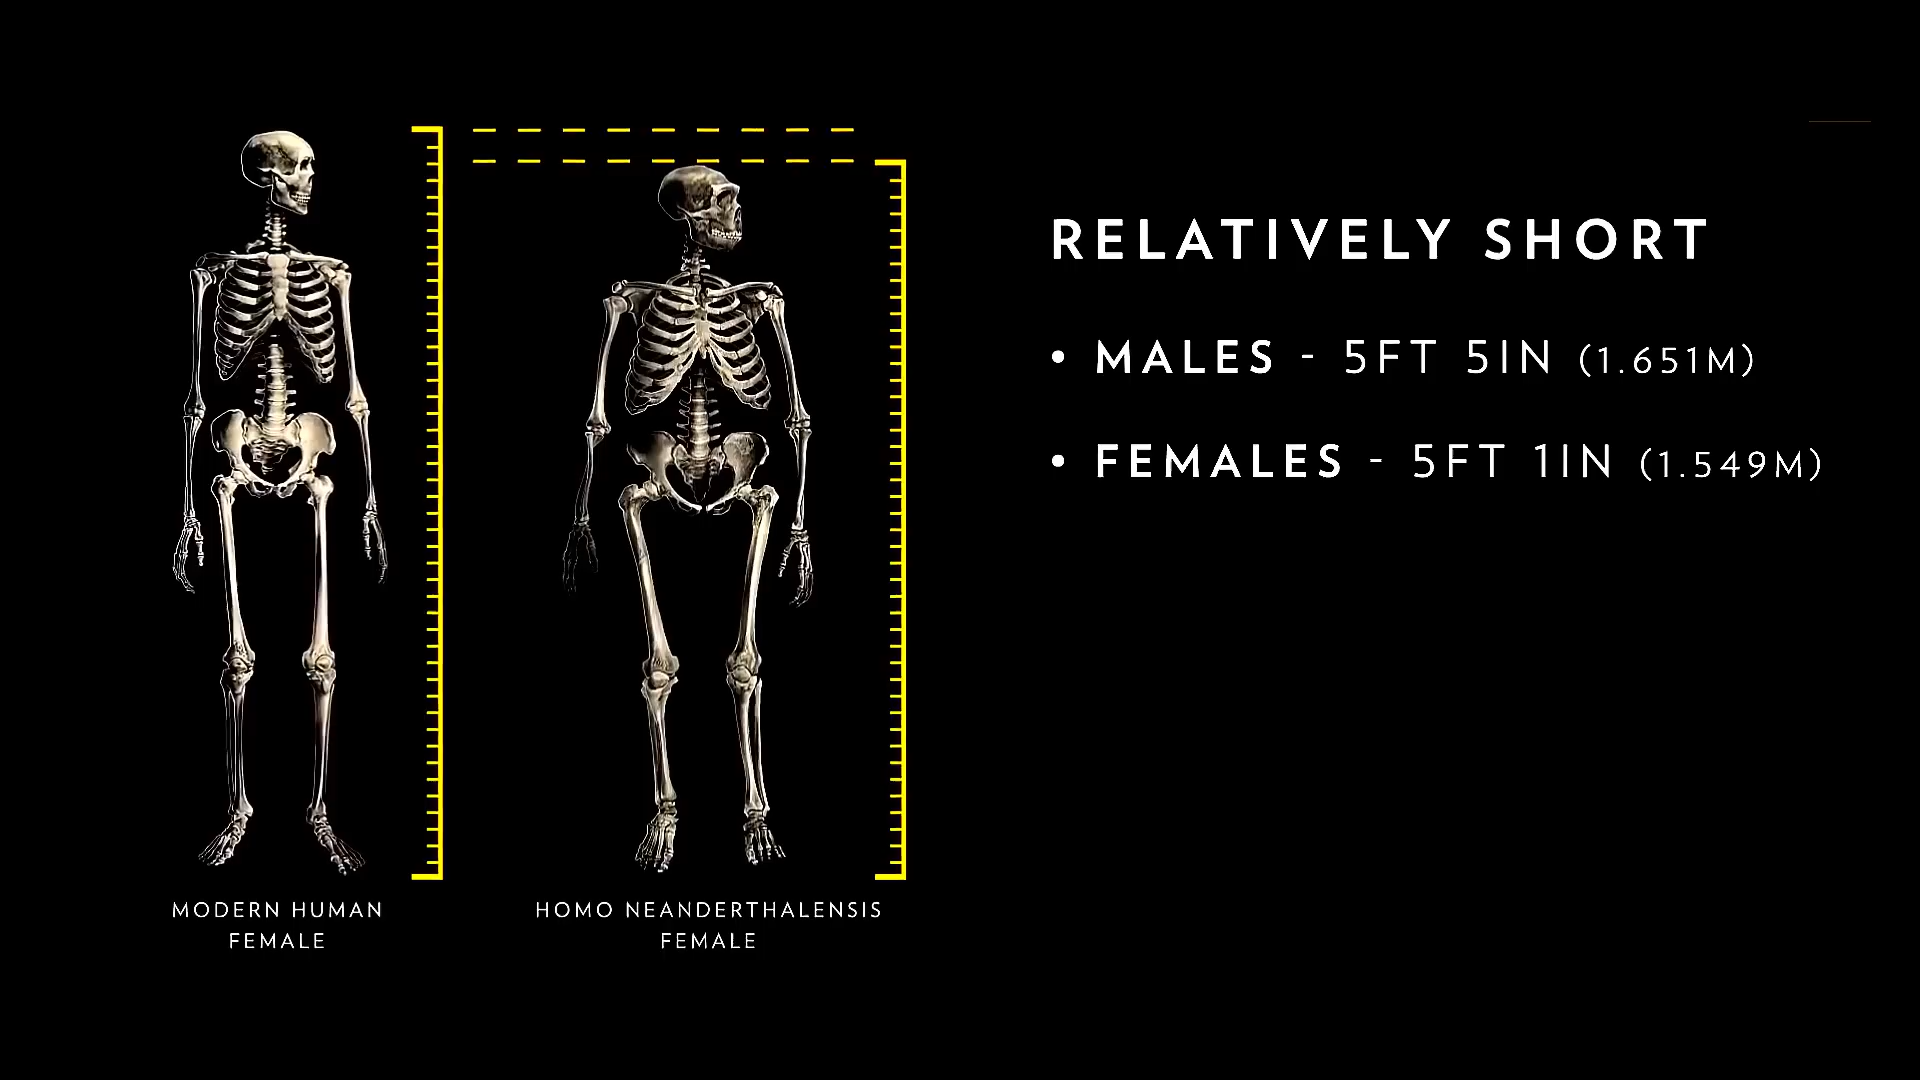 RELATIVELY SHORT
• MALES - 5FT 5IN (1.651M)
• FEMALES - 5FT 1IN (1.549M)
MODERN HUMAN
FEMALE
HOMO NEANDERTHALENSIS
FEMALE